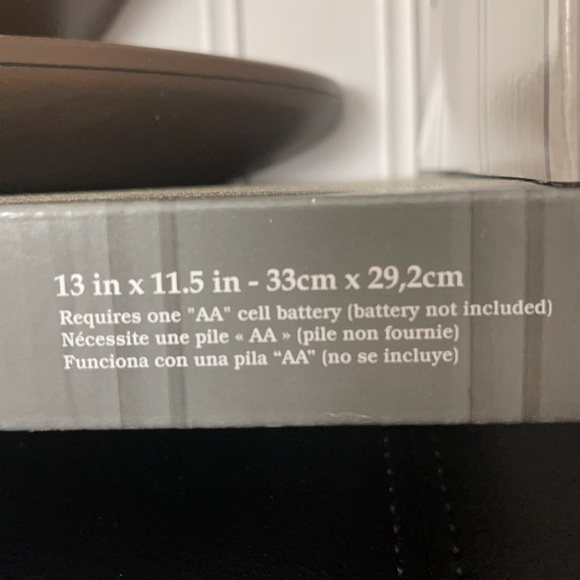 13 in x 11.5 in - 33cm x 29,2cm
Requires one "AA" cell battery (battery not included)
Nécessite une pile « AA » (pile non fournie)
Funciona con una pila “AA” (no se incluye)